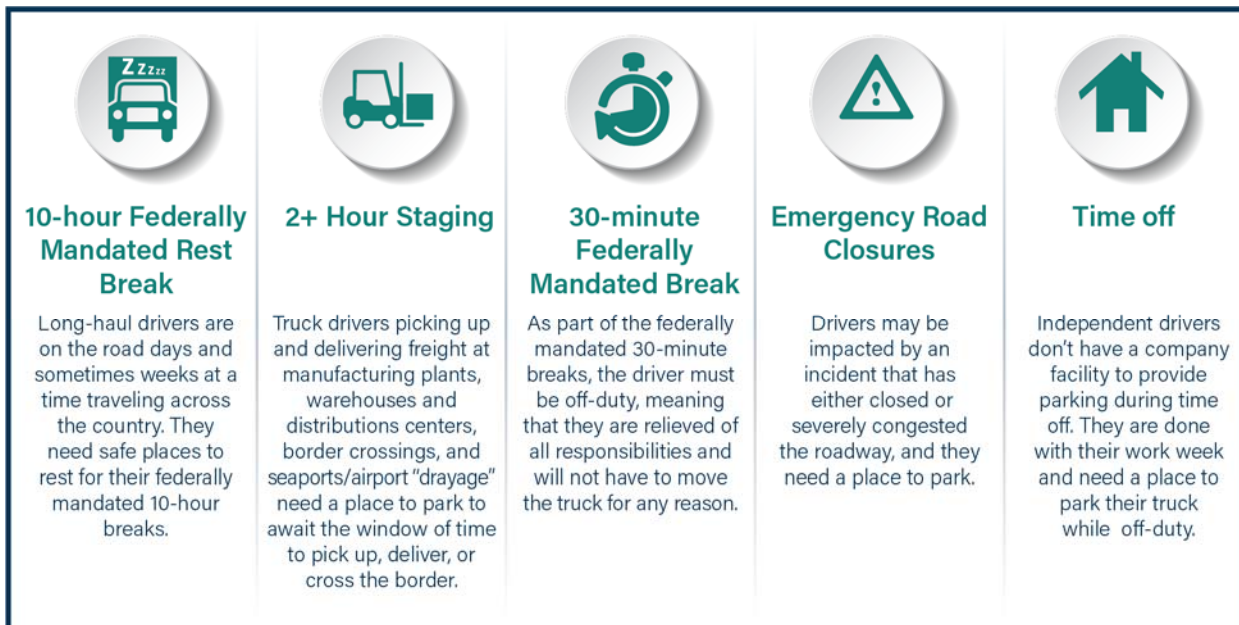 Zzzzz
10-hour Federally
Mandated Rest
Break
Long-haul drivers are
on the road days and
sometimes weeks at a
time traveling across
the country. They
need safe places to
rest for their federally
mandated 10-hour
breaks.
2+ Hour Staging
Truck drivers picking up
and delivering freight at
manufacturing plants,
warehouses and
distributions centers,
border crossings, and
seaports/airport “drayage”
need a place to park to
await the window of time
to pick up, deliver, or
cross the border.
30-minute
Federally
Mandated Break
As part of the federally
mandated 30-minute
breaks, the driver must
be off-duty, meaning
that they are relieved of
all responsibilities and
will not have to move
the truck for any reason.
!
Emergency Road
Closures
Drivers may be
impacted by an
incident that has
either closed or
severely congested
the roadway, and they
need a place to park.
Time off
Independent drivers
don’t have a company
facility to provide
parking during time
off. They are done
with their work week
and need a place to
park their truck
while off-duty.